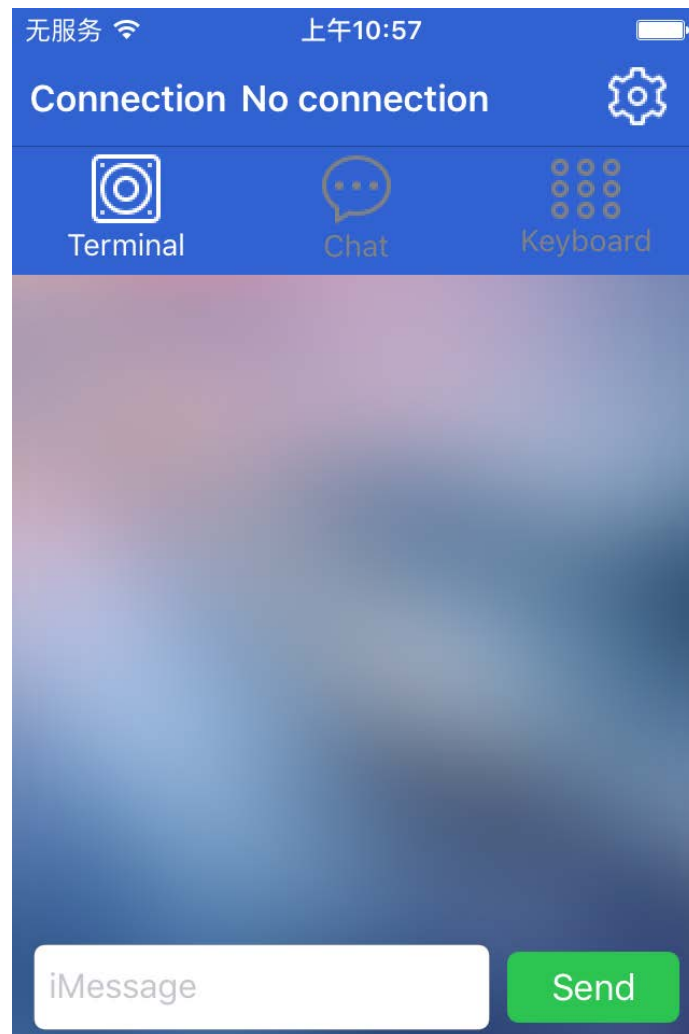 无服务 上午10:57
Connection No connection
Terminal Chat Keyboard
iMessage Send